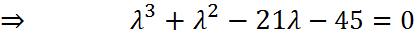 ⇒ λ³ + λ² − 21λ − 45 = 0